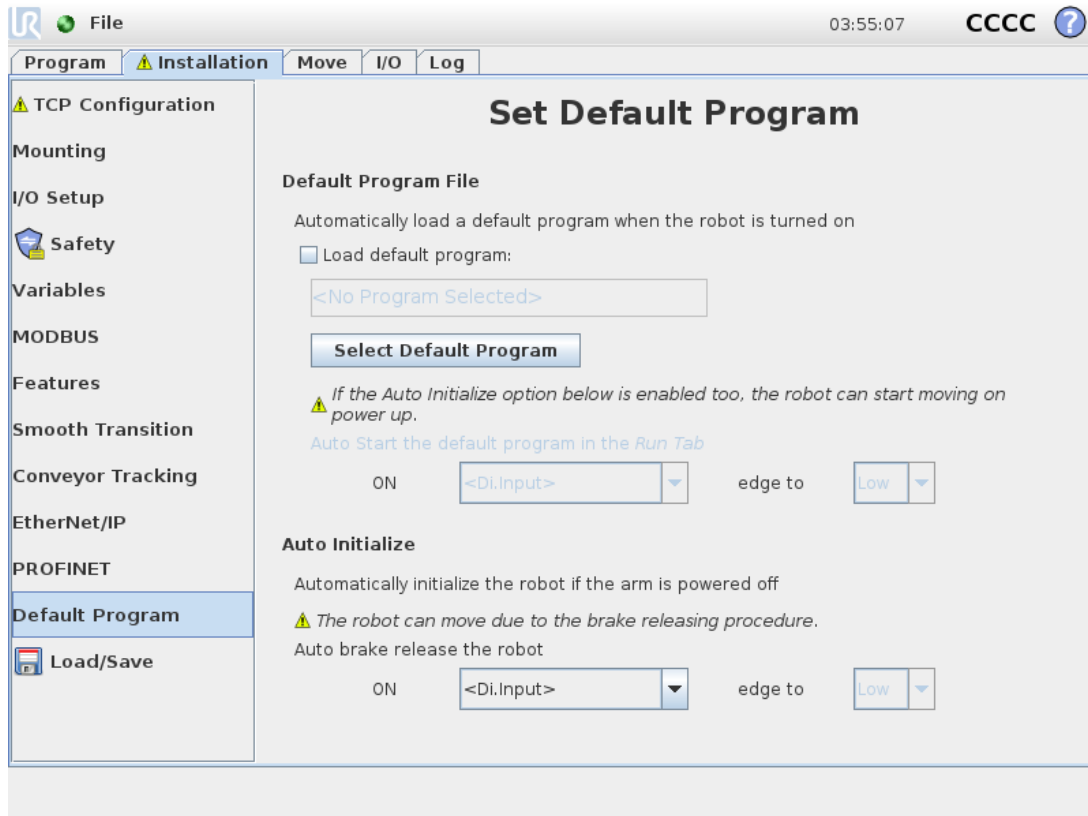 UR File 03:55:07 CCCC ?
Program Installation Move I/O Log
TCP Configuration
Mounting
I/O Setup
Safety
Variables
MODBUS
Features
Smooth Transition
Conveyor Tracking
EtherNet/IP
PROFINET
Default Program
Load/Save
Set Default Program
Default Program File
Automatically load a default program when the robot is turned on
Load default program:
<No Program Selected>
Select Default Program
If the Auto Initialize option below is enabled too, the robot can start moving on
power up.
Auto Start the default program in the Run Tab
ON <Di.Input> edge to Low
Auto Initialize
Automatically initialize the robot if the arm is powered off
The robot can move due to the brake releasing procedure.
Auto brake release the robot
ON <Di.Input> edge to Low